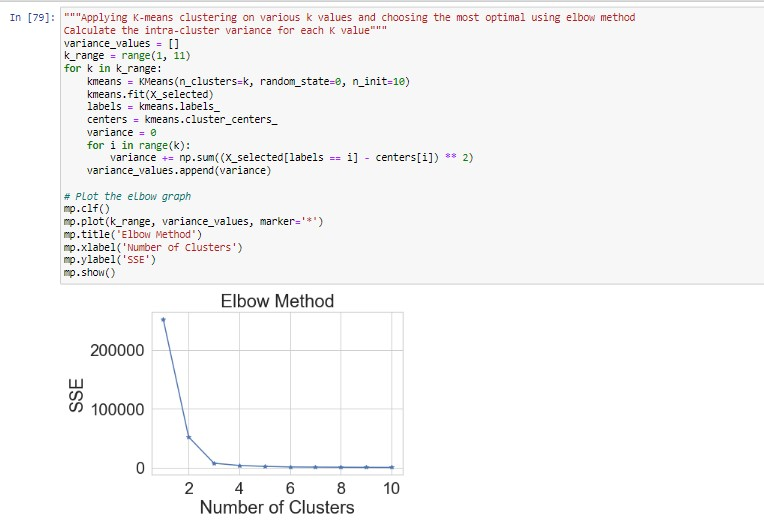 In [79]: """Applying K-means clustering on various k values and choosing the most optimal using elbow method
Calculate the intra-cluster variance for each K value"""
variance_values = []
k_range = range(1, 11)
for k in k_range:
    kmeans = KMeans(n_clusters=k, random_state=0, n_init=10)
    kmeans.fit(X_selected)
    labels = kmeans.labels_
    centers = kmeans.cluster_centers_
    variance = 0
    for i in range(k):
        variance += np.sum((X_selected[labels == i] - centers[i]) ** 2)
    variance_values.append(variance)

# Plot the elbow graph
mp.clf()
mp.plot(k_range, variance_values, marker='*')
mp.title('Elbow Method')
mp.xlabel('Number of Clusters')
mp.ylabel('SSE')
mp.show()
Elbow Method
SSE
200000
100000
0
2 4 6 8 10
Number of Clusters